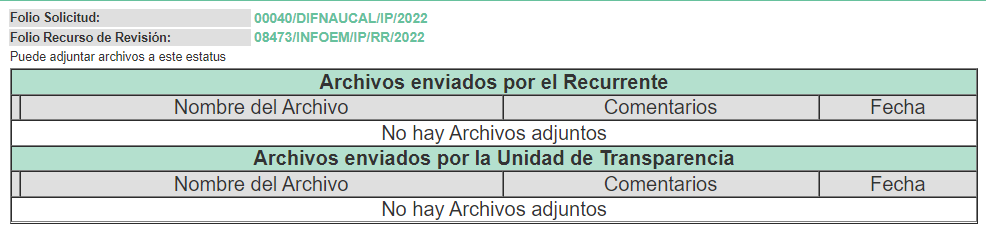 Folio Solicitud: 00040/DIFNAUCAL/IP/2022
Folio Recurso de Revisión: 08473/INFOEM/IP/RR/2022
Puede adjuntar archivos a este estatus
Archivos enviados por el Recurrente
Nombre del Archivo Comentarios Fecha
No hay Archivos adjuntos
Archivos enviados por la Unidad de Transparencia
Nombre del Archivo Comentarios Fecha
No hay Archivos adjuntos